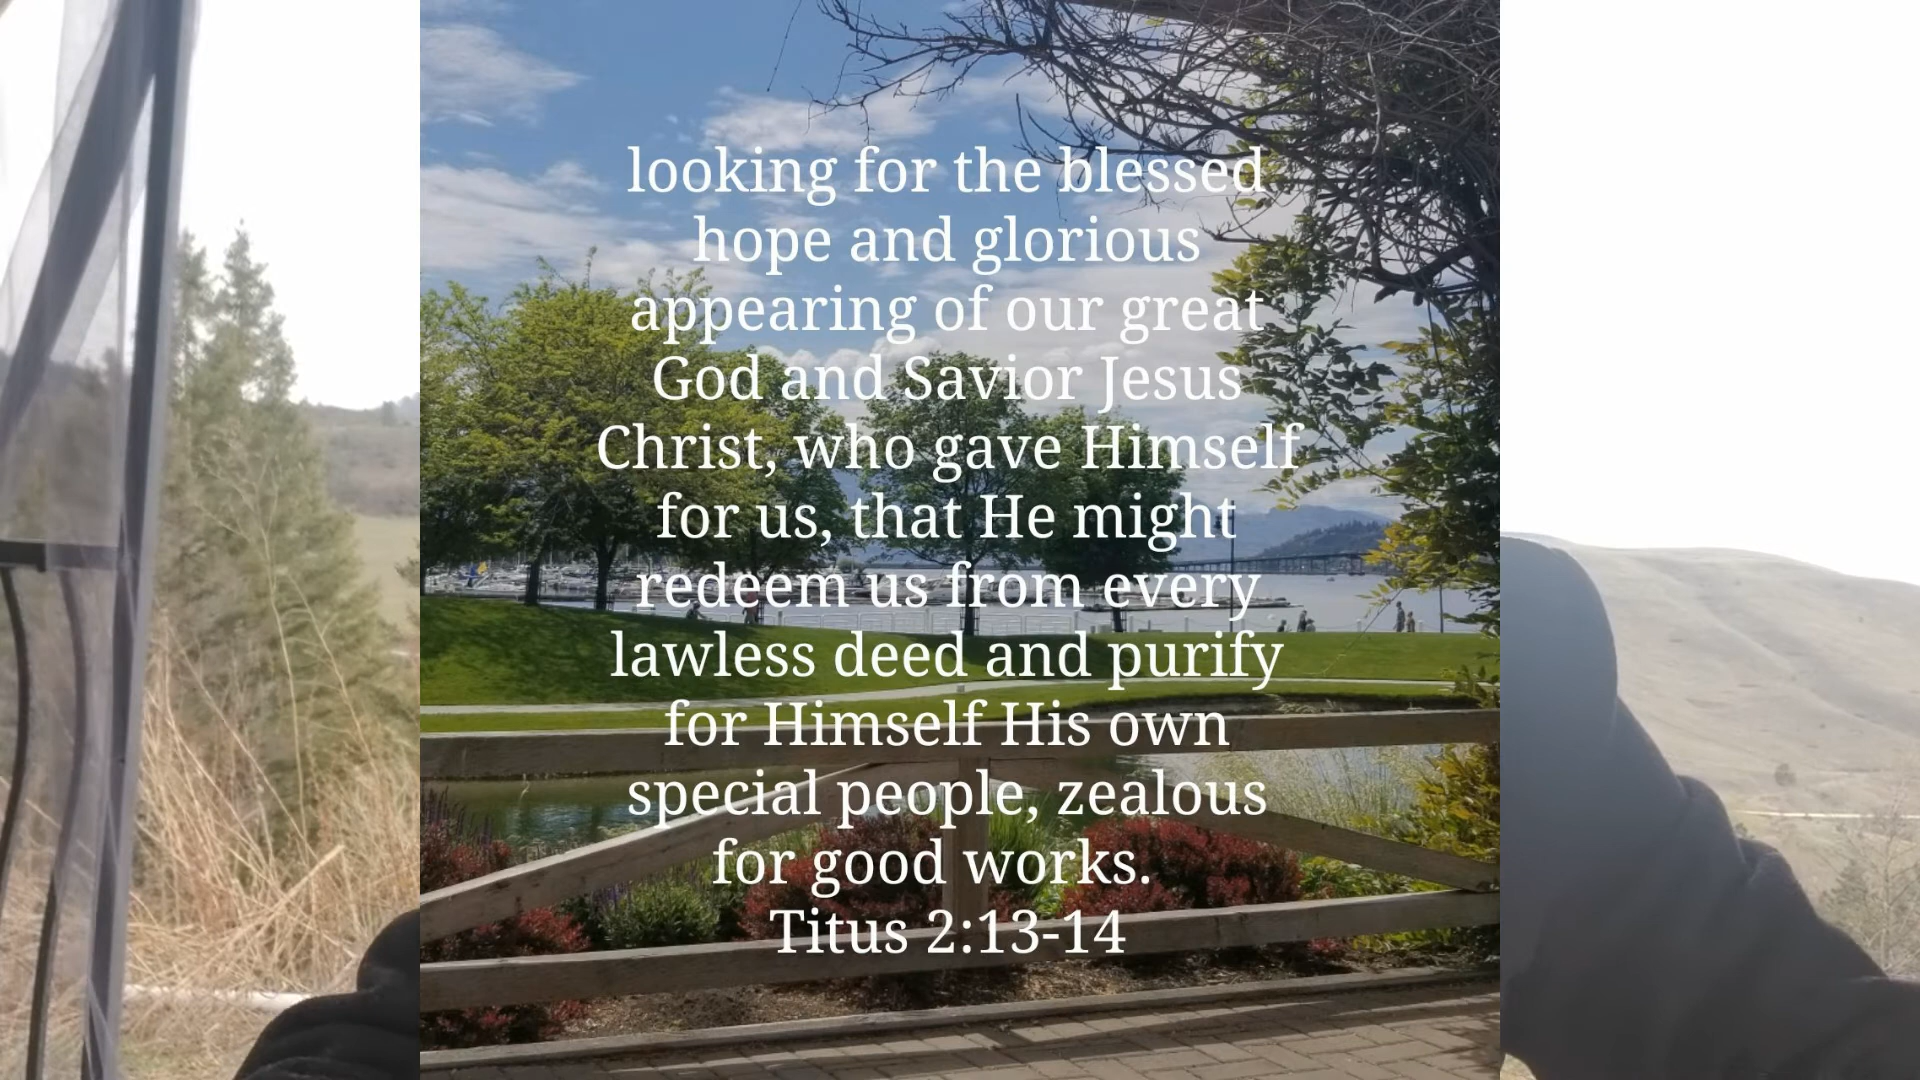 looking for the blessed
hope and glorious
appearing of our great
God and Savior Jesus
Christ, who gave Himself
for us, that He might
redeem us from every
lawless deed and purify
for Himself His own
special people, zealous
for good works.
Titus 2:13-14